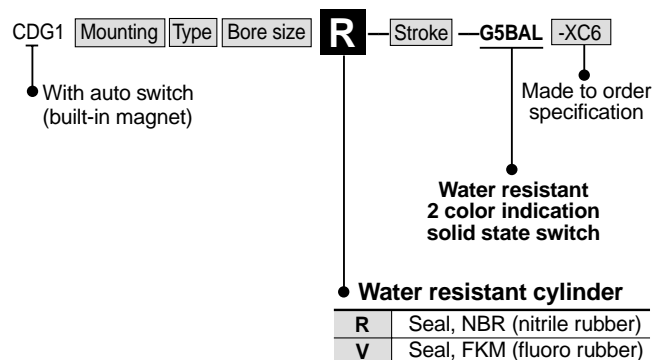 CDG1 Mounting Type Bore size R — Stroke — G5BAL -XC6
With auto switch
(built-in magnet)
Made to order
specification
Water resistant
2 color indication
solid state switch
Water resistant cylinder
R Seal, NBR (nitrile rubber)
V Seal, FKM (fluoro rubber)